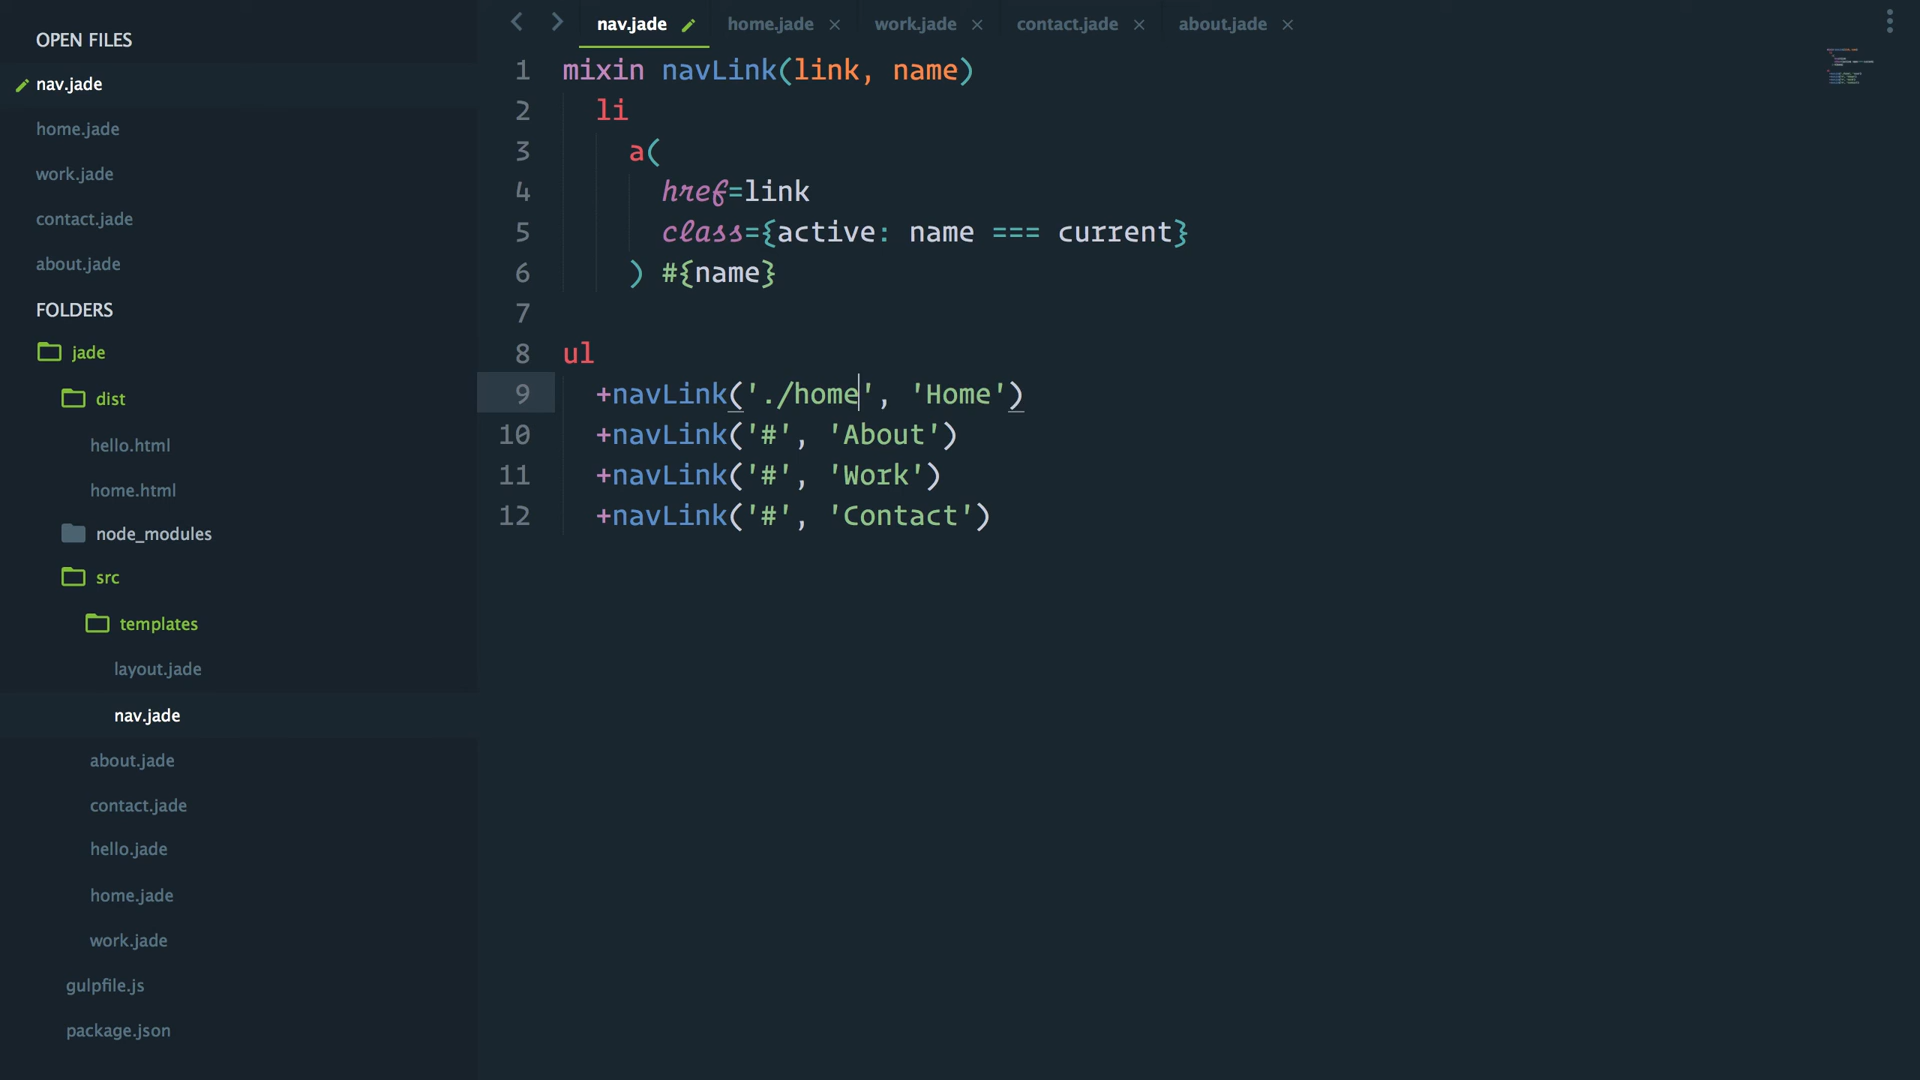 OPEN FILES
nav.jade
home.jade
work.jade
contact.jade
about.jade
FOLDERS
jade
dist
hello.html
home.html
node_modules
src
templates
layout.jade
nav.jade
about.jade
contact.jade
hello.jade
home.jade
work.jade
gulpfile.js
package.json
nav.jade home.jade work.jade contact.jade about.jade
1 mixin navLink(link, name)
2 li
3 a(
4 href=link
5 class={active: name === current}
6 ) #{name}
7
8 ul
9 +navLink('./home', 'Home')
10 +navLink('#', 'About')
11 +navLink('#', 'Work')
12 +navLink('#', 'Contact')